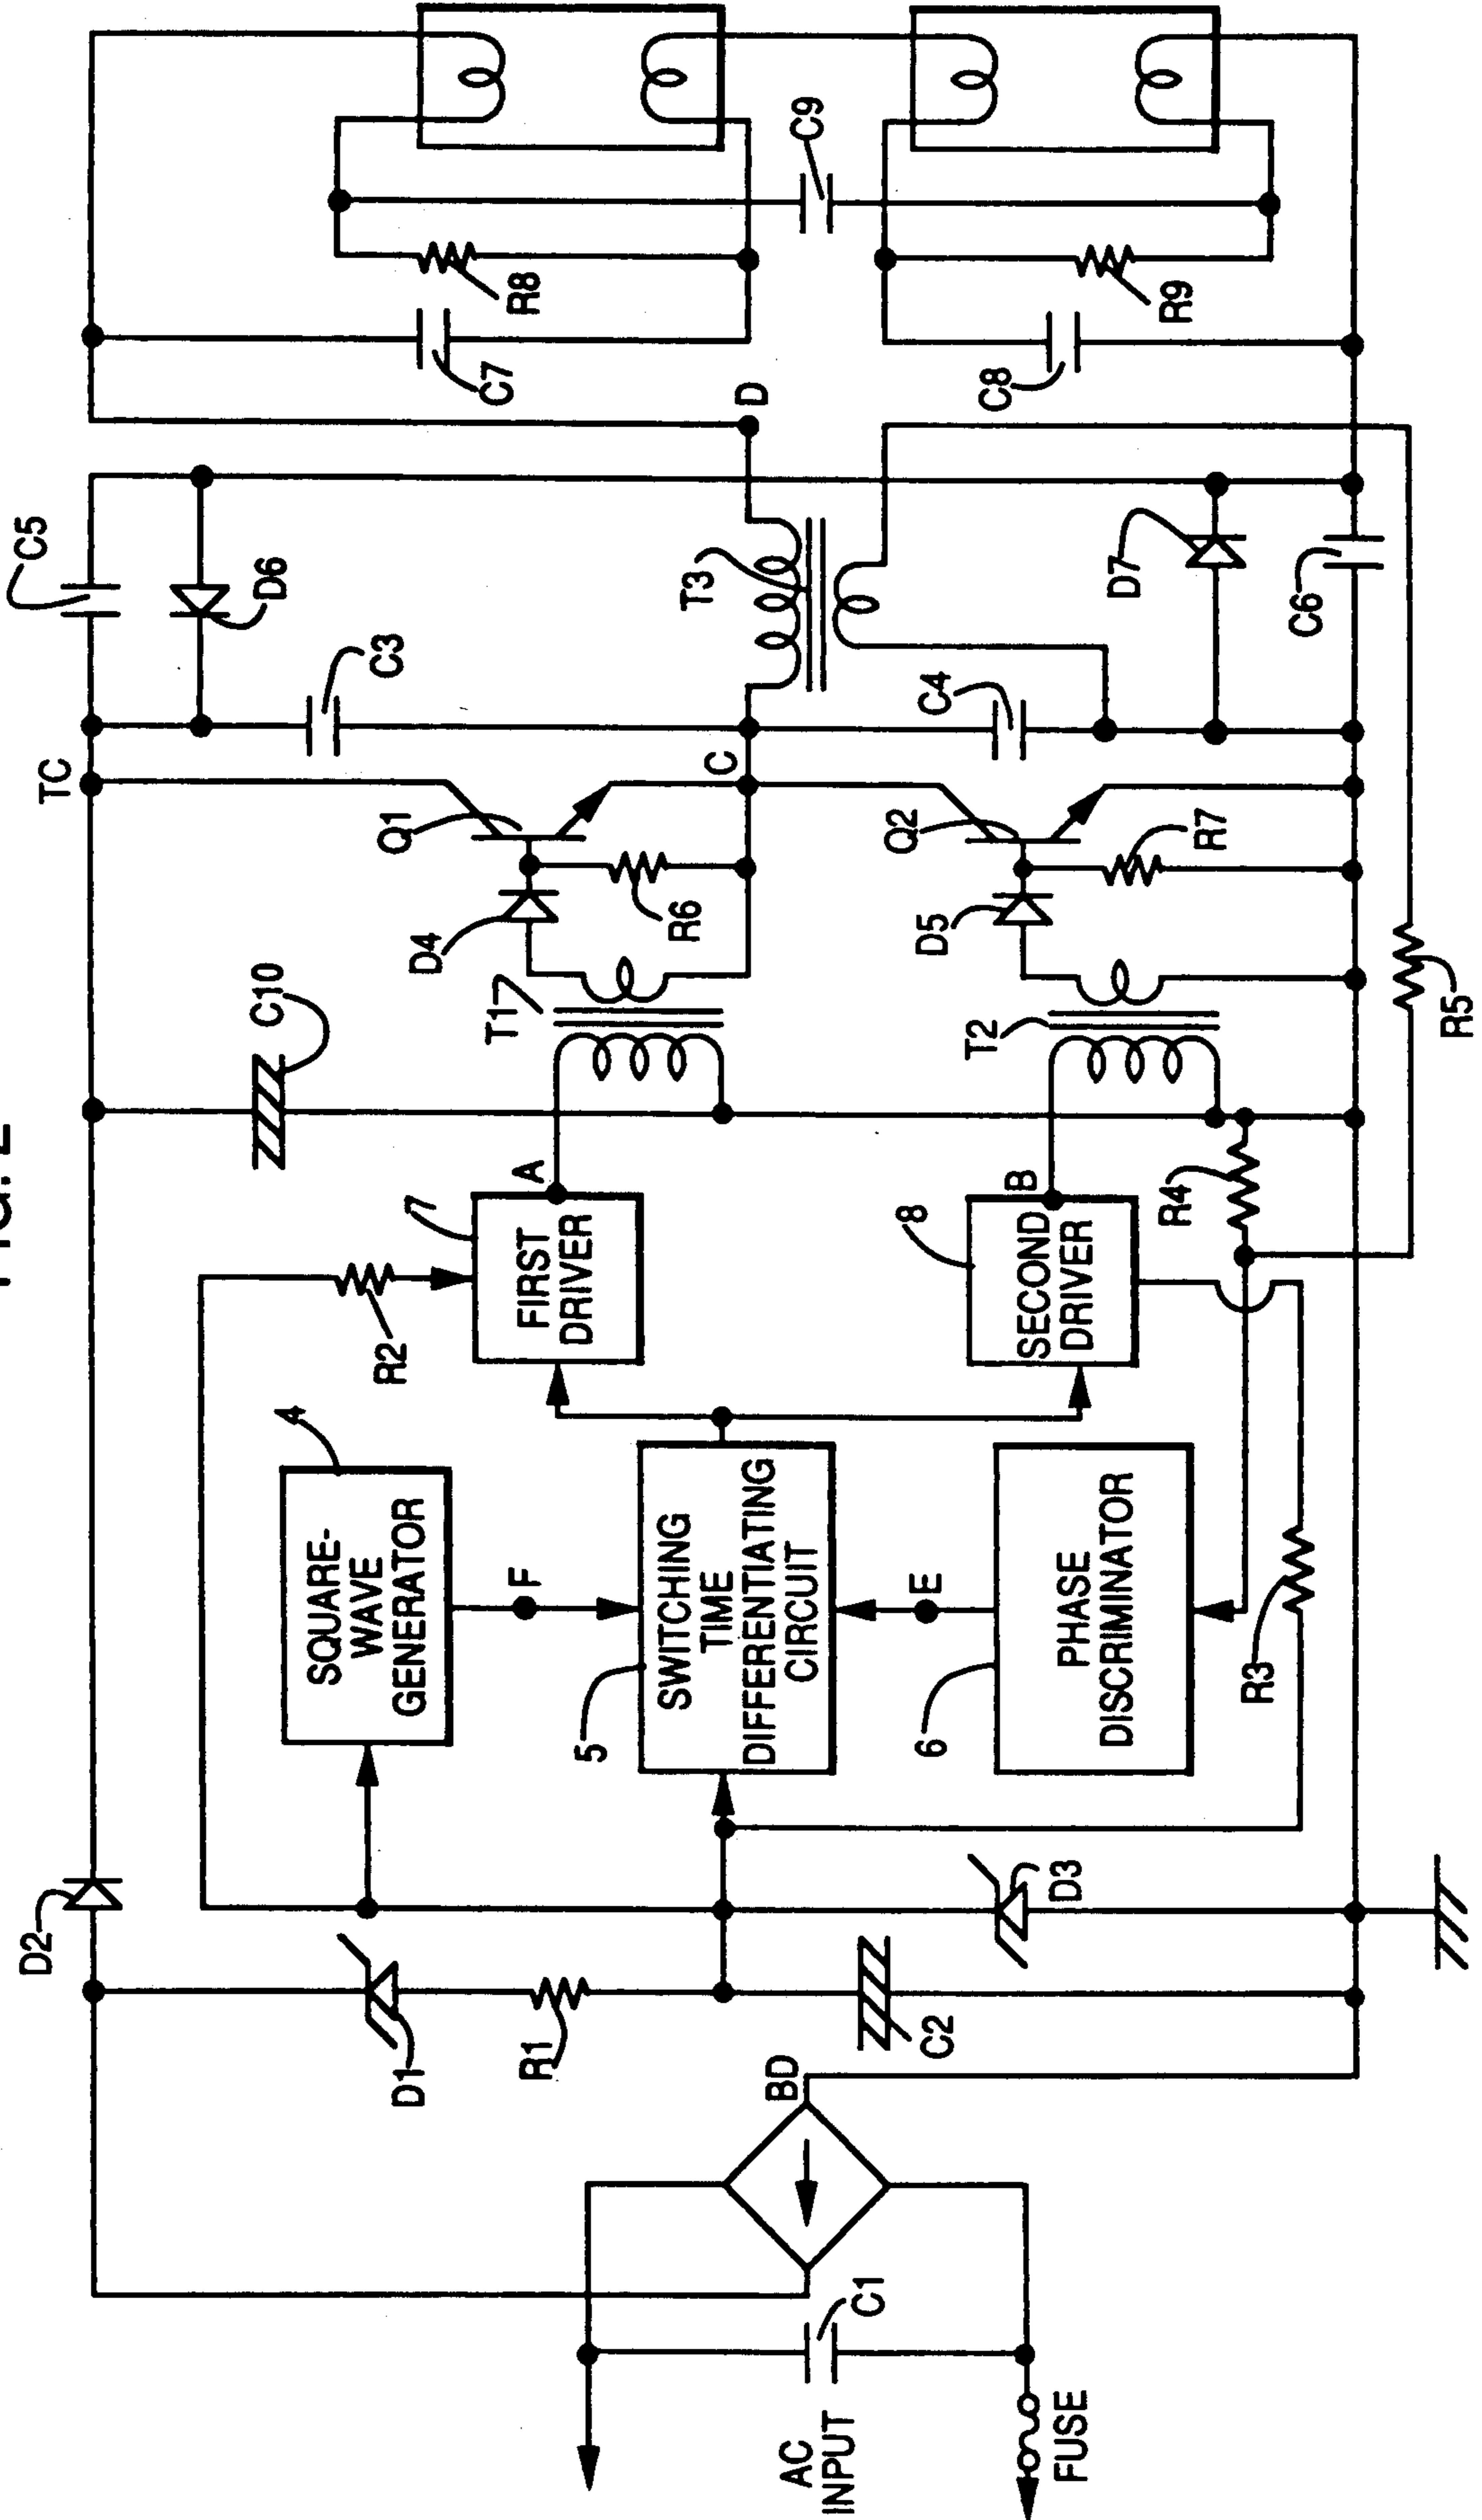 FIG. 2
D2
C5
TC
C10
D6
4
D1
R2
7
Q1
C3
SQUARE-
WAVE
GENERATOR
D4
T1
C7
R1
R8
F
A
FIRST
DRIVER
5
R6
T3
SWITCHING
TIME
DIFFERENTIATING
CIRCUIT
C
D
BD
AC
INPUT
C9
C1
C2
6
E
8
D5
Q2
C4
T2
C8
B
SECOND
DRIVER
FUSE
D3
PHASE
DISCRIMINATOR
D7
R4
R7
R9
R3
C6
R5